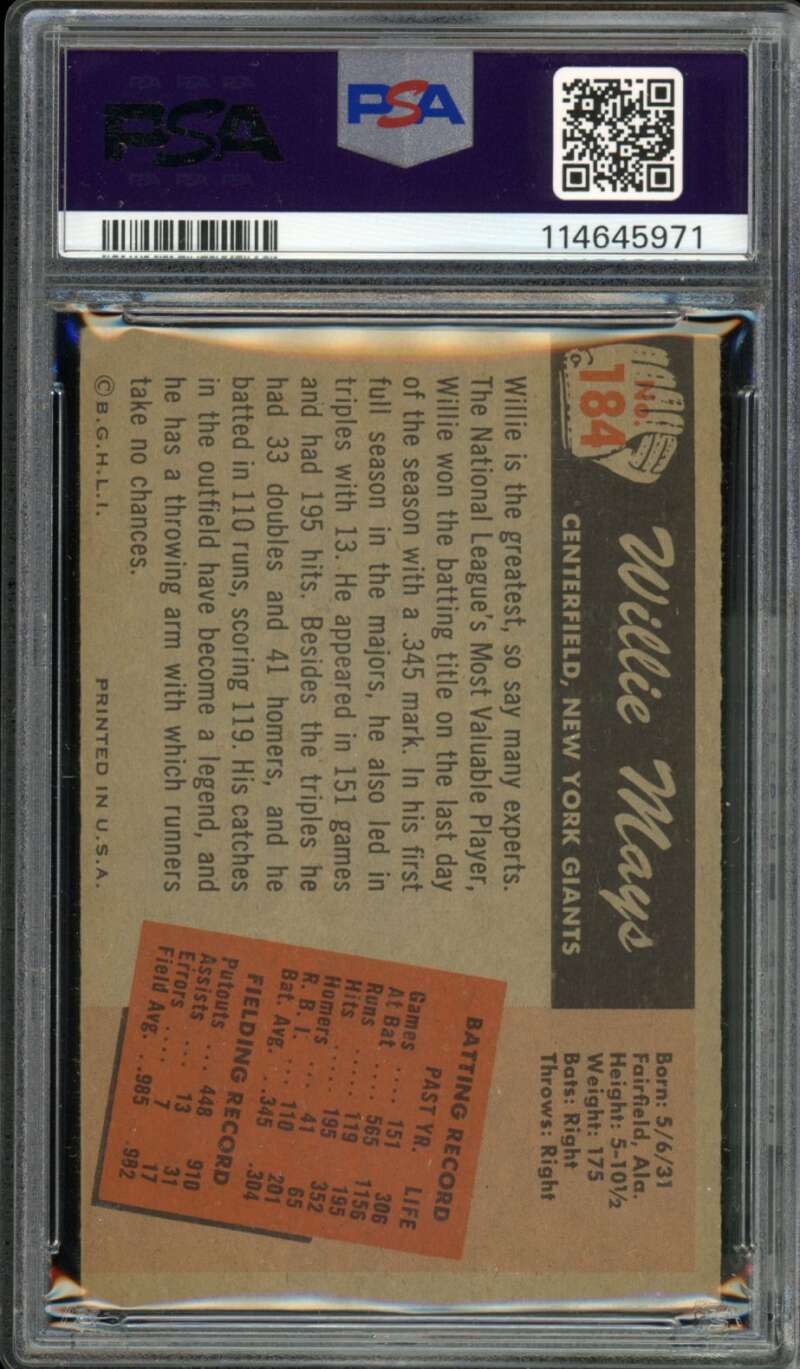 PSA
PSA
114645971
No.
184
Willie Mays
CENTERFIELD, NEW YORK GIANTS
Born: 5/6/31
Fairfield, Ala.
Height: 5-10½
Weight: 175
Bats: Right
Throws: Right
Willie is the greatest, so say many experts.
The National League's Most Valuable Player,
Willie won the batting title on the last day
of the season with a .345 mark. In his first
full season in the majors, he also led in
triples with 13. He appeared in 151 games
and had 195 hits. Besides the triples he
had 33 doubles and 41 homers, and he
batted in 110 runs, scoring 119. His catches
in the outfield have become a legend, and
he has a throwing arm with which runners
take no chances.
BATTING RECORD
PAST YR. LIFE
Games .... 151 306
At Bat .... 565 1156
Runs ..... 119 195
Hits ...... 195 352
Homers .. 41 65
R. B. I. ... 110 201
Bat. Avg. ..345 .304
FIELDING RECORD
Putouts ... 448 910
Assists ... 13 31
Errors .... 7 17
Field Avg. ..985 .982
©B.G.H.L.I. PRINTED IN U.S.A.